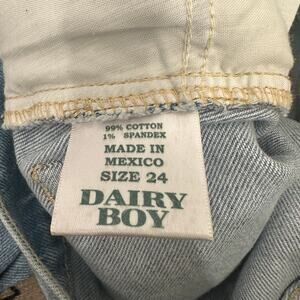 99% COTTON
1% SPANDEX
MADE IN
MEXICO
SIZE 24
DAIRY
BOY